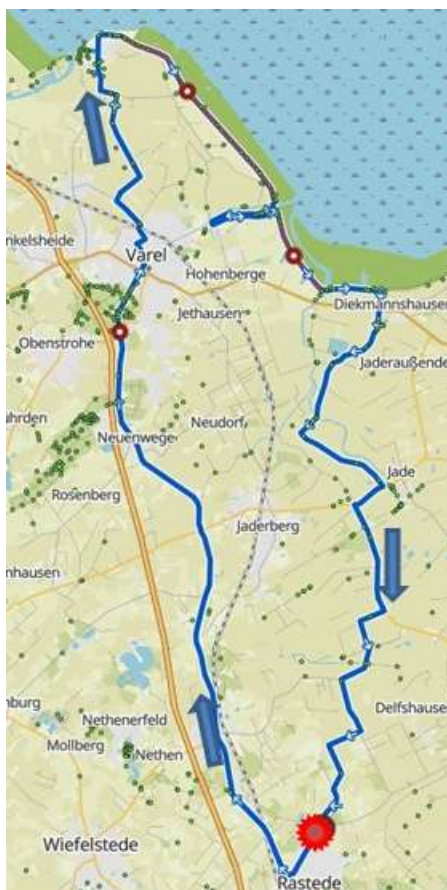 nkelsheide
Varel
Hohenberge
Diekmannshause
Jethausen
Obenstrohe
Jaderaußende
hrden
Neuenwege
Neudorf
Jade
Rosenberg
Jaderberg
nhausen
burg
Nethenerfeld
Delfshause
Mollberg
Nethen
Wiefelstede
Rastede